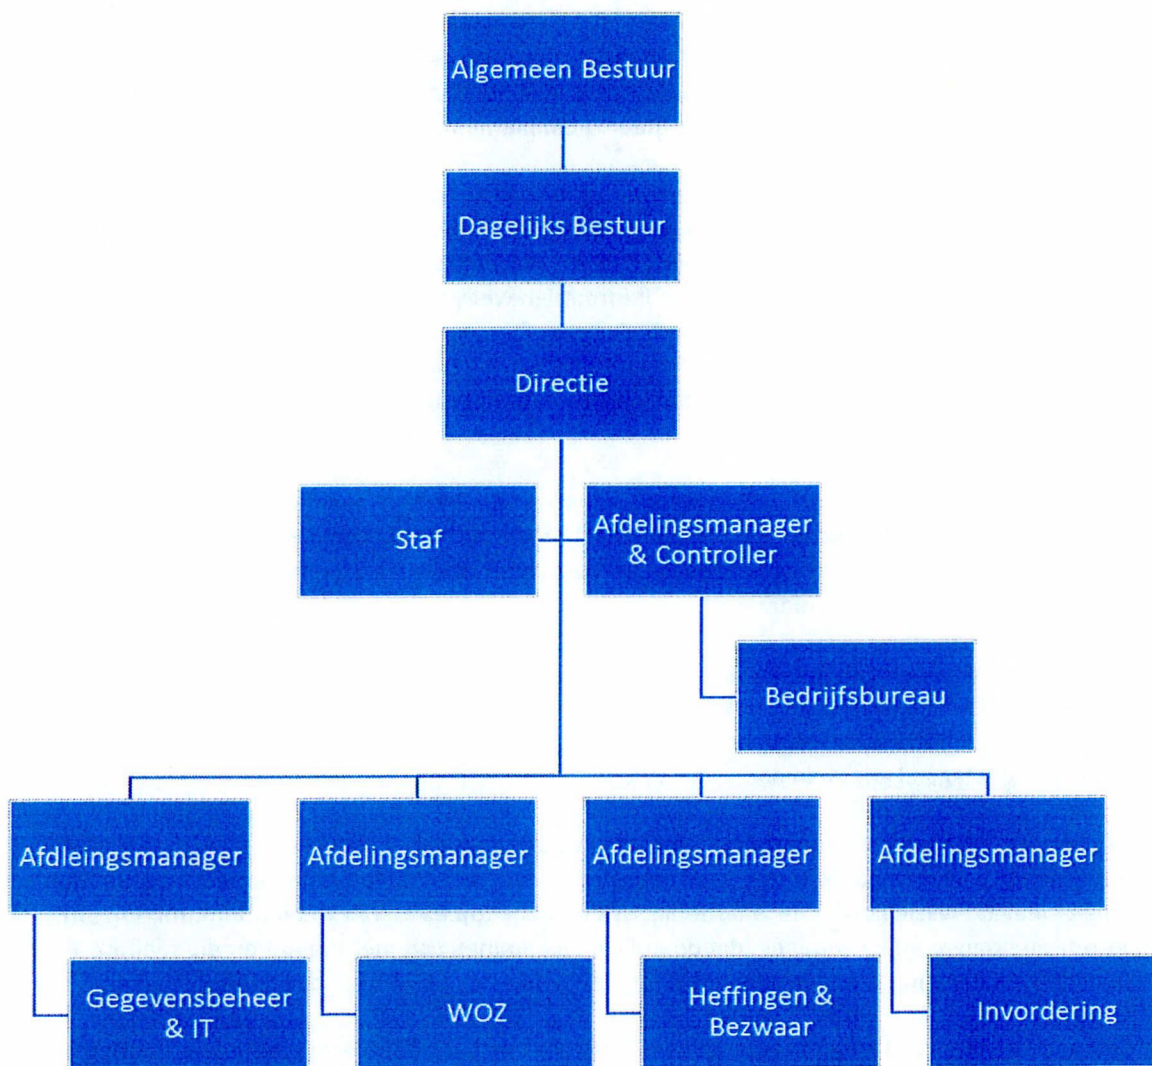 Algemeen Bestuur
Dagelijks Bestuur
Directie
Staf
Afdelingsmanager
& Controller
Bedrijfsbureau
Afdleingsmanager
Afdelingsmanager
Afdelingsmanager
Afdelingsmanager
Gegevensbeheer
& IT
WOZ
Heffingen &
Bezwaar
Invordering